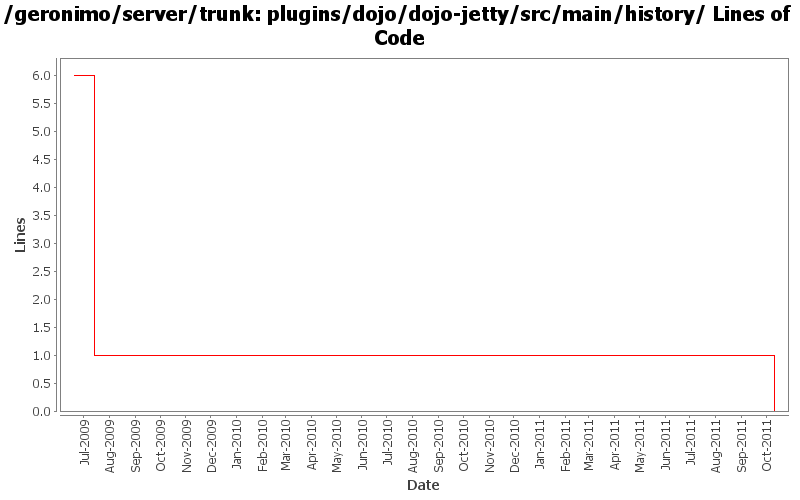 /geronimo/server/trunk: plugins/dojo/dojo-jetty/src/main/history/ Lines of
Code
Lines
6.0
5.5
5.0
4.5
4.0
3.5
3.0
2.5
2.0
1.5
1.0
0.5
0.0
Jul-2009
Aug-2009
Sep-2009
Oct-2009
Nov-2009
Dec-2009
Jan-2010
Feb-2010
Mar-2010
Apr-2010
May-2010
Jun-2010
Jul-2010
Aug-2010
Sep-2010
Oct-2010
Nov-2010
Dec-2010
Jan-2011
Feb-2011
Mar-2011
Apr-2011
May-2011
Jun-2011
Jul-2011
Aug-2011
Sep-2011
Oct-2011
Date